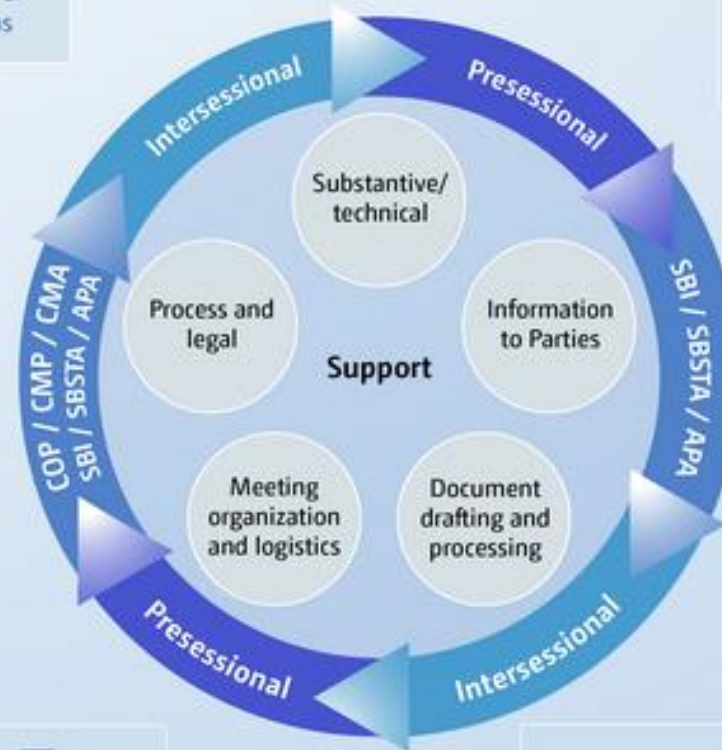 ns
Intersessional
Presessional
SBI / SBSTA / APA
Intersessional
Presessional
COP / CMP / CMA
SBI / SBSTA / APA
Substantive/
technical
Information
to Parties
Document
drafting and
processing
Meeting
organization
and logistics
Process and
legal
Support